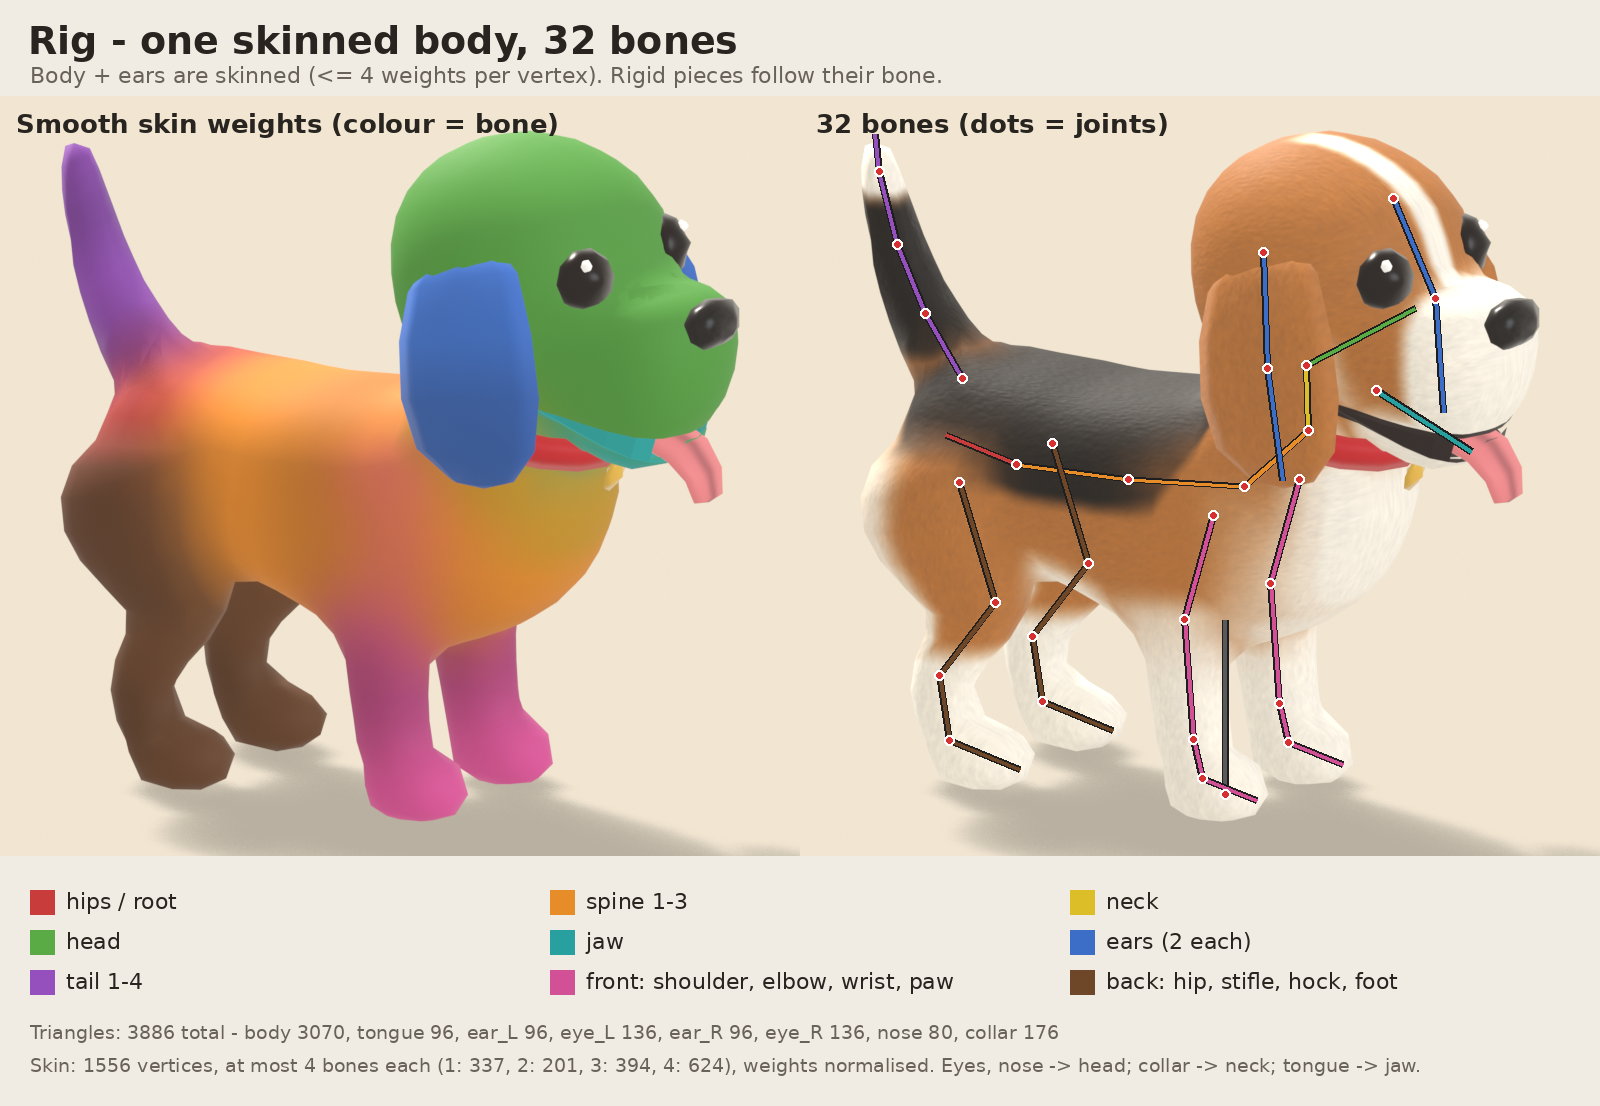 Rig - one skinned body, 32 bones
Body + ears are skinned (<= 4 weights per vertex). Rigid pieces follow their bone.
Smooth skin weights (colour = bone)
32 bones (dots = joints)
hips / root
spine 1-3
neck
head
jaw
ears (2 each)
tail 1-4
front: shoulder, elbow, wrist, paw
back: hip, stifle, hock, foot
Triangles: 3886 total - body 3070, tongue 96, ear_L 96, eye_L 136, ear_R 96, eye_R 136, nose 80, collar 176
Skin: 1556 vertices, at most 4 bones each (1: 337, 2: 201, 3: 394, 4: 624), weights normalised. Eyes, nose -> head; collar -> neck; tongue -> jaw.